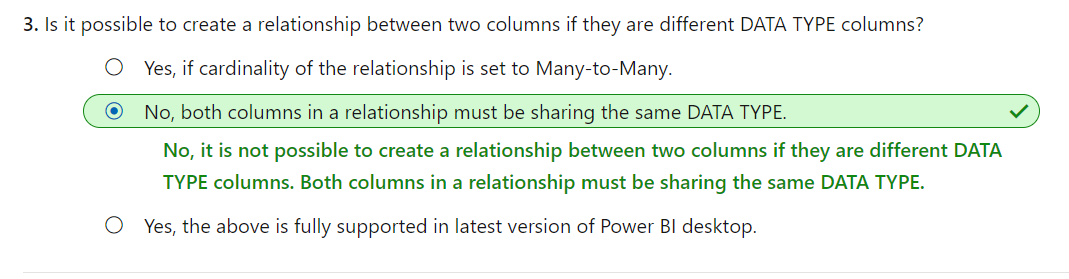 3. Is it possible to create a relationship between two columns if they are different DATA TYPE columns?
Yes, if cardinality of the relationship is set to Many-to-Many.
No, both columns in a relationship must be sharing the same DATA TYPE.
No, it is not possible to create a relationship between two columns if they are different DATA
TYPE columns. Both columns in a relationship must be sharing the same DATA TYPE.
Yes, the above is fully supported in latest version of Power BI desktop.